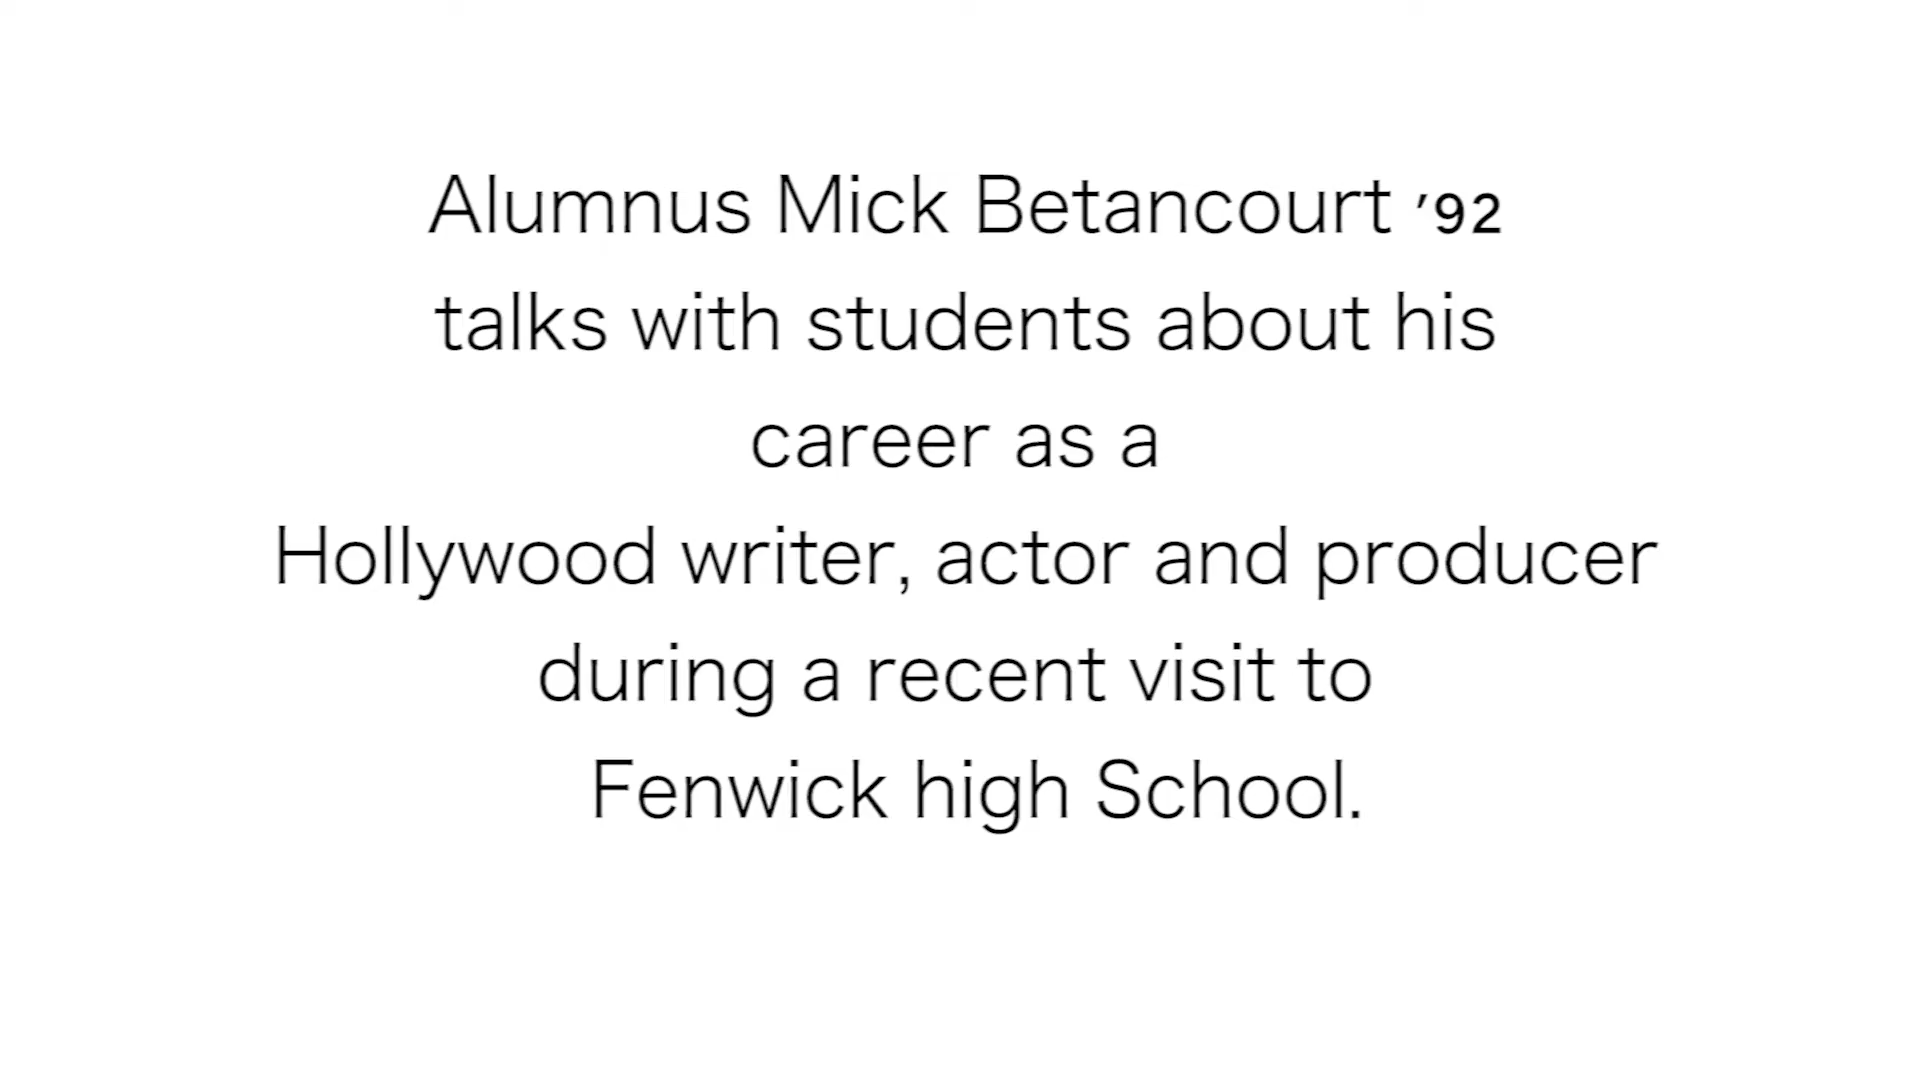 Alumnus Mick Betancourt ’92
talks with students about his
career as a
Hollywood writer, actor and producer
during a recent visit to
Fenwick high School.